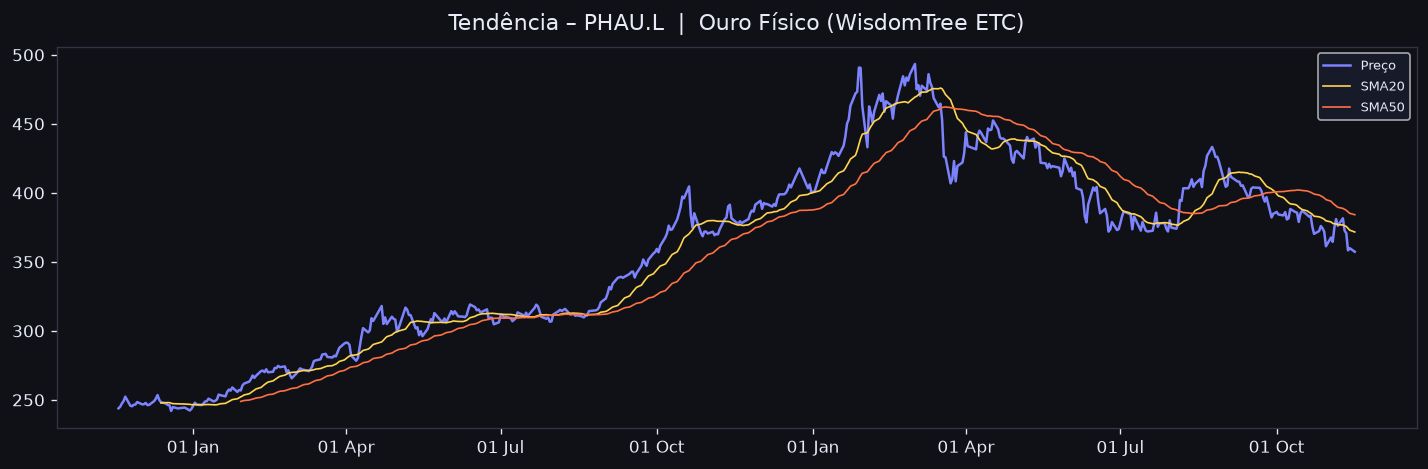 Tendência – PHAU.L | Ouro Físico (WisdomTree ETC)
500
450
400
350
300
250
Preço
SMA20
SMA50
01 Jan
01 Apr
01 Jul
01 Oct
01 Jan
01 Apr
01 Jul
01 Oct